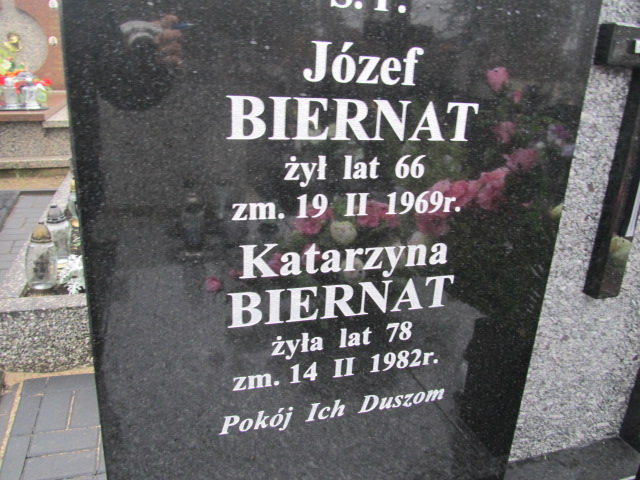 Ś.P.
Józef
BIERNAT
żył lat 66
zm. 19 II 1969r.
Katarzyna
BIERNAT
żyła lat 78
zm. 14 II 1982r.
Pokój Ich Duszom